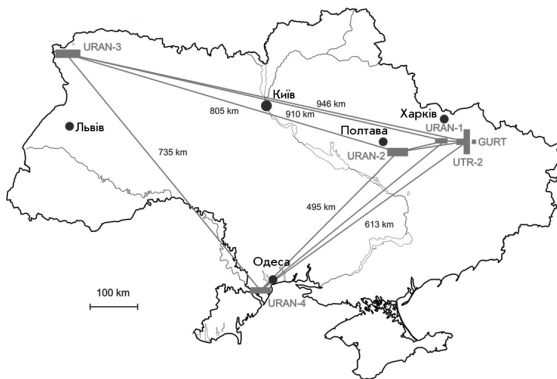 URAN-3
Київ
946 km
805 km
910 km
Харків
URAN-1
Полтава
GURT
Львів
URAN-2
UTR-2
735 km
495 km
613 km
Одеса
100 km
URAN-4